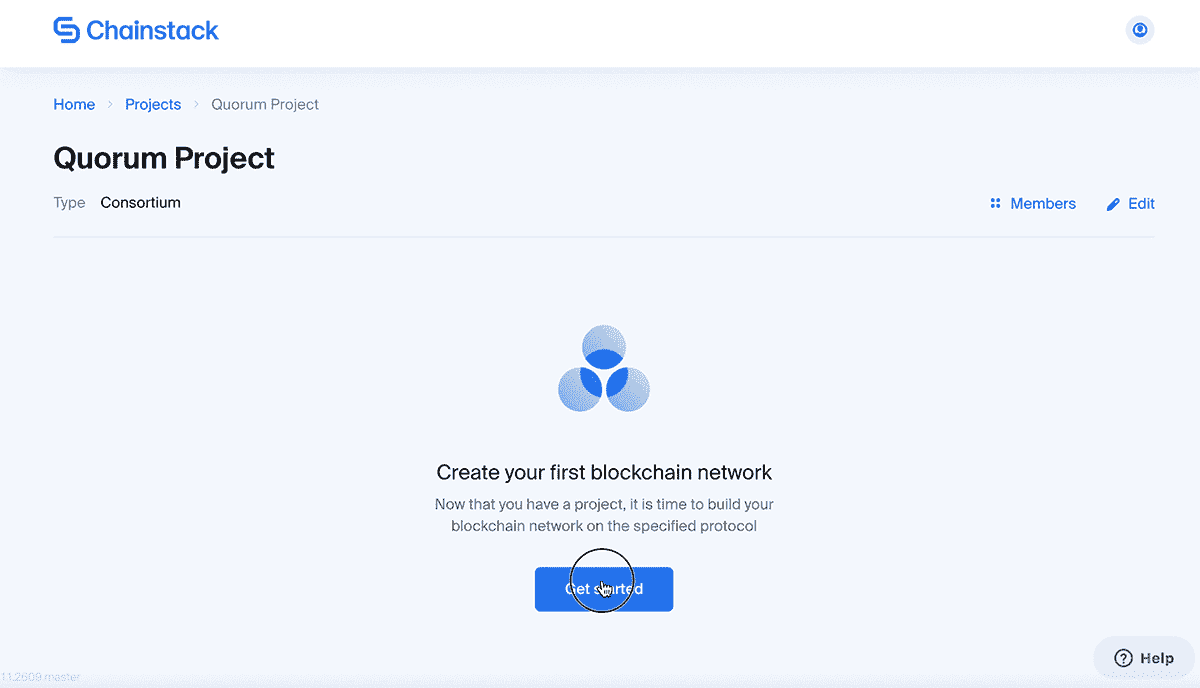 Chainstack
Home > Projects > Quorum Project
Quorum Project
Type Consortium
Members Edit
Create your first blockchain network
Now that you have a project, it is time to build your
blockchain network on the specified protocol
Get started
Help
1.1.2609.master